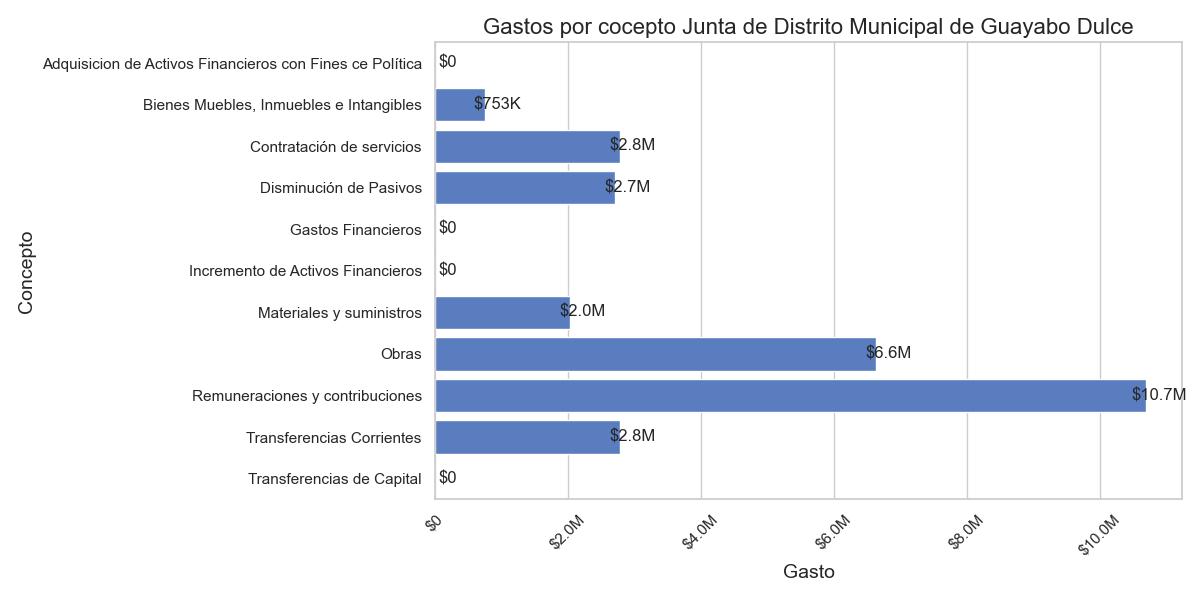 Gastos por cocepto Junta de Distrito Municipal de Guayabo Dulce
Concepto
Adquisicion de Activos Financieros con Fines ce Política $0
Bienes Muebles, Inmuebles e Intangibles $753K
Contratación de servicios $2.8M
Disminución de Pasivos $2.7M
Gastos Financieros $0
Incremento de Activos Financieros $0
Materiales y suministros $2.0M
Obras $6.6M
Remuneraciones y contribuciones $10.7M
Transferencias Corrientes $2.8M
Transferencias de Capital $0
$0 $2.0M $4.0M $6.0M $8.0M $10.0M
Gasto